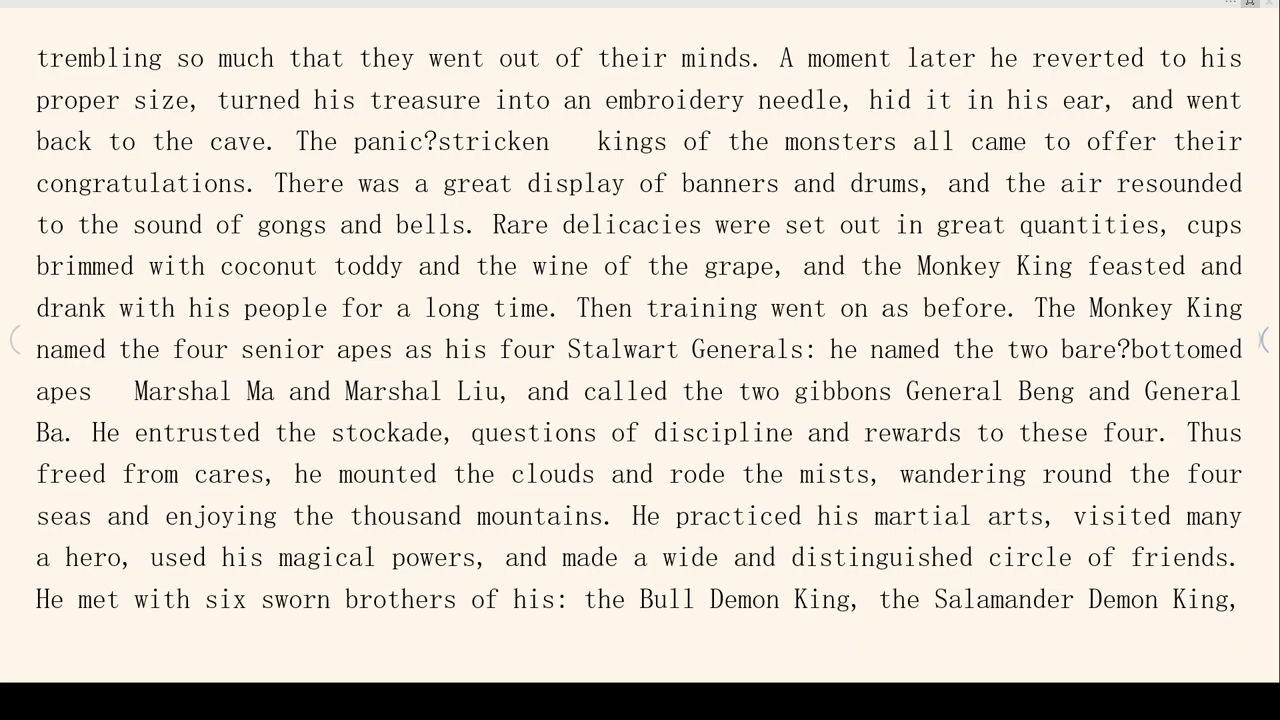 trembling so much that they went out of their minds. A moment later he reverted to his
proper size, turned his treasure into an embroidery needle, hid it in his ear, and went
back to the cave. The panic?stricken   kings of the monsters all came to offer their
congratulations. There was a great display of banners and drums, and the air resounded
to the sound of gongs and bells. Rare delicacies were set out in great quantities, cups
brimmed with coconut toddy and the wine of the grape, and the Monkey King feasted and
drank with his people for a long time. Then training went on as before. The Monkey King
named the four senior apes as his four Stalwart Generals: he named the two bare?bottomed
apes   Marshal Ma and Marshal Liu, and called the two gibbons General Beng and General
Ba. He entrusted the stockade, questions of discipline and rewards to these four. Thus
freed from cares, he mounted the clouds and rode the mists, wandering round the four
seas and enjoying the thousand mountains. He practiced his martial arts, visited many
a hero, used his magical powers, and made a wide and distinguished circle of friends.
He met with six sworn brothers of his: the Bull Demon King, the Salamander Demon King,